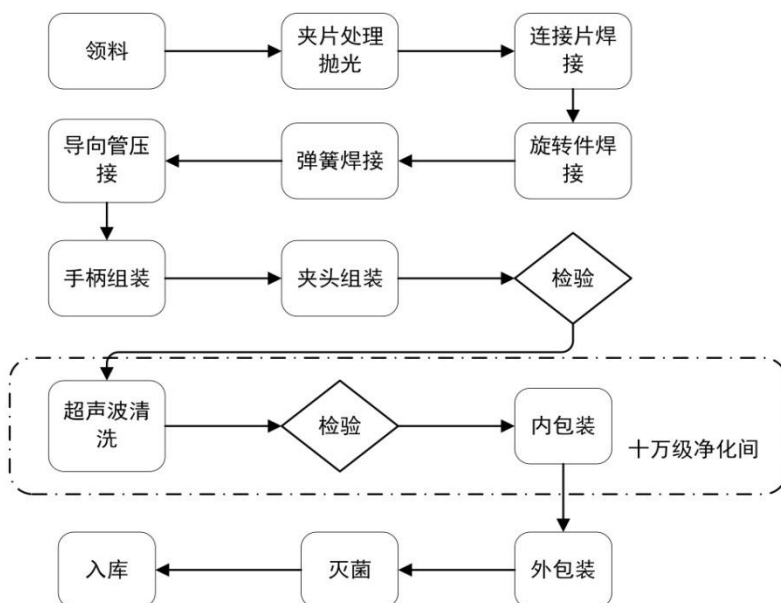 领料
夹片处理
抛光
连接片焊
接
导向管压
接
弹簧焊接
旋转件焊
接
手柄组装
夹头组装
检验
超声波清
洗
检验
内包装
十万级净化间
入库
灭菌
外包装